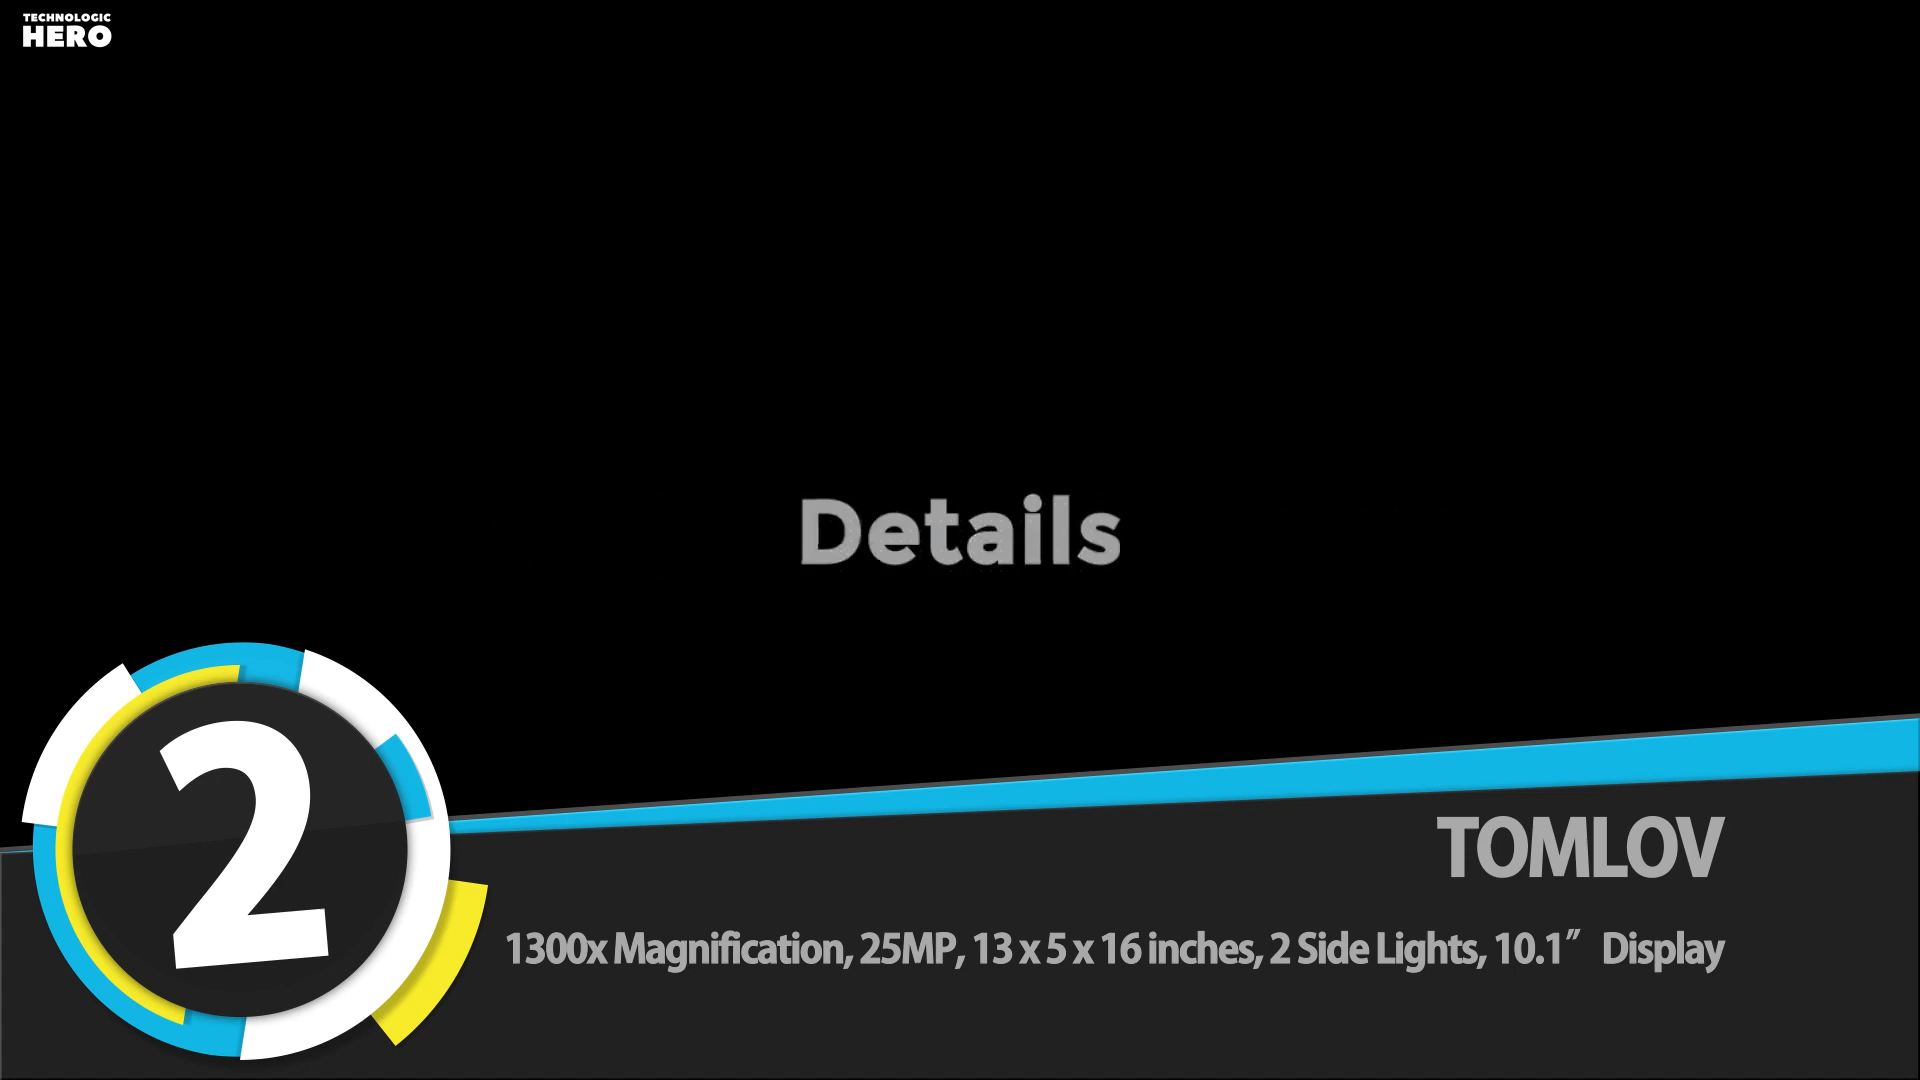 TECHNOLOGIC
HERO
Details
2
TOMLOV
1300x Magnification, 25MP, 13 x 5 x 16 inches, 2 Side Lights, 10.1″ Display